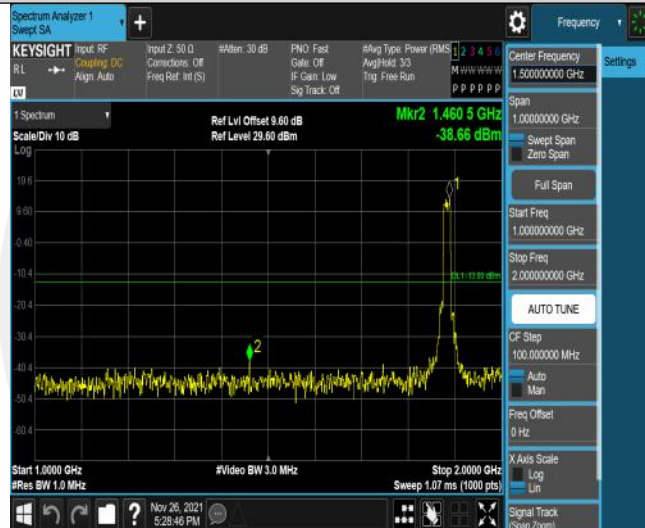 Spectrum Analyzer 1
Swept SA
Frequency
KEYSIGHT
RL
Input: RF
Coupling: DC
Align: Auto
Input Z: 50 Ω
Corrections: Off
Freq Ref: Int (S)
#Atten: 30 dB
PNO: Fast
Gate: Off
IF Gain: Low
Sig Track: Off
#Avg Type: Power (RMS
Avg|Hold: 3/3
Trig: Free Run
1 2 3 4 5 6
M W W W W W
P P P P P P
LNI
1 Spectrum
Scale/Div 10 dB
Log
Ref Lvl Offset 9.60 dB
Ref Level 29.60 dBm
Mkr2 1.460 5 GHz
-38.66 dBm
19.6
9.60
-0.40
-10.4
-20.4
-30.4
-40.4
-50.4
-60.4
1
2
DL1 -13.00 dBm
Start 1.0000 GHz
#Res BW 1.0 MHz
#Video BW 3.0 MHz
Stop 2.0000 GHz
Sweep 1.07 ms (1000 pts)
Nov 26, 2021
5:28:46 PM
Center Frequency
1.500000000 GHz
Settings
Span
1.00000000 GHz
Swept Span
Zero Span
Full Span
Start Freq
1.000000000 GHz
Stop Freq
2.000000000 GHz
AUTO TUNE
CF Step
100.000000 MHz
Auto
Man
Freq Offset
0 Hz
X Axis Scale
Log
Lin
Signal Track
(Span Zoom)